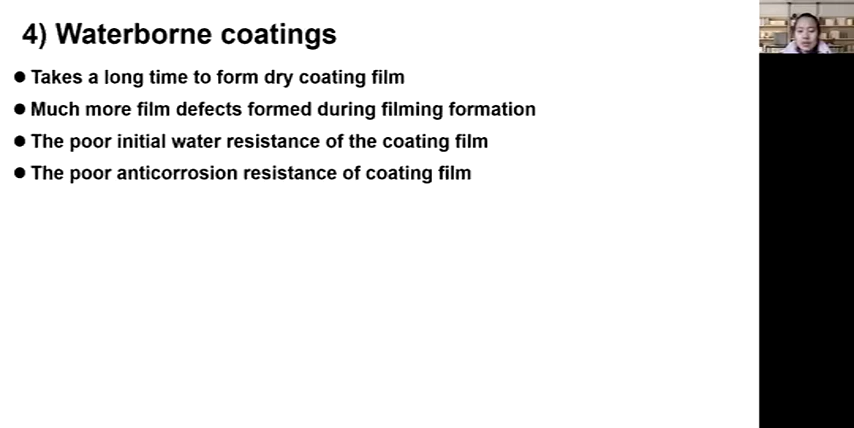 4) Waterborne coatings
● Takes a long time to form dry coating film
● Much more film defects formed during filming formation
● The poor initial water resistance of the coating film
● The poor anticorrosion resistance of coating film